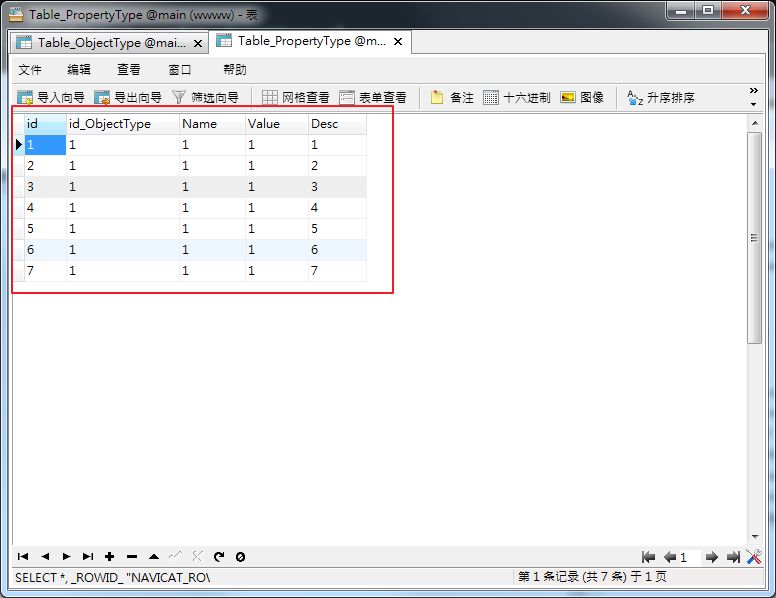 Table_PropertyType @main (wwww) - 表
Table_ObjectType @mai... Table_PropertyType @m...
文件 编辑 查看 窗口 帮助
导入向导 导出向导 筛选向导 网格查看 表单查看 备注 十六进制 图像 升序排序
id id_ObjectType Name Value Desc
1 1 1 1 1
2 1 1 1 2
3 1 1 1 3
4 1 1 1 4
5 1 1 1 5
6 1 1 1 6
7 1 1 1 7
1
SELECT *, _ROWID_ "NAVICAT_RO\ 第 1 条记录 (共 7 条) 于 1 页